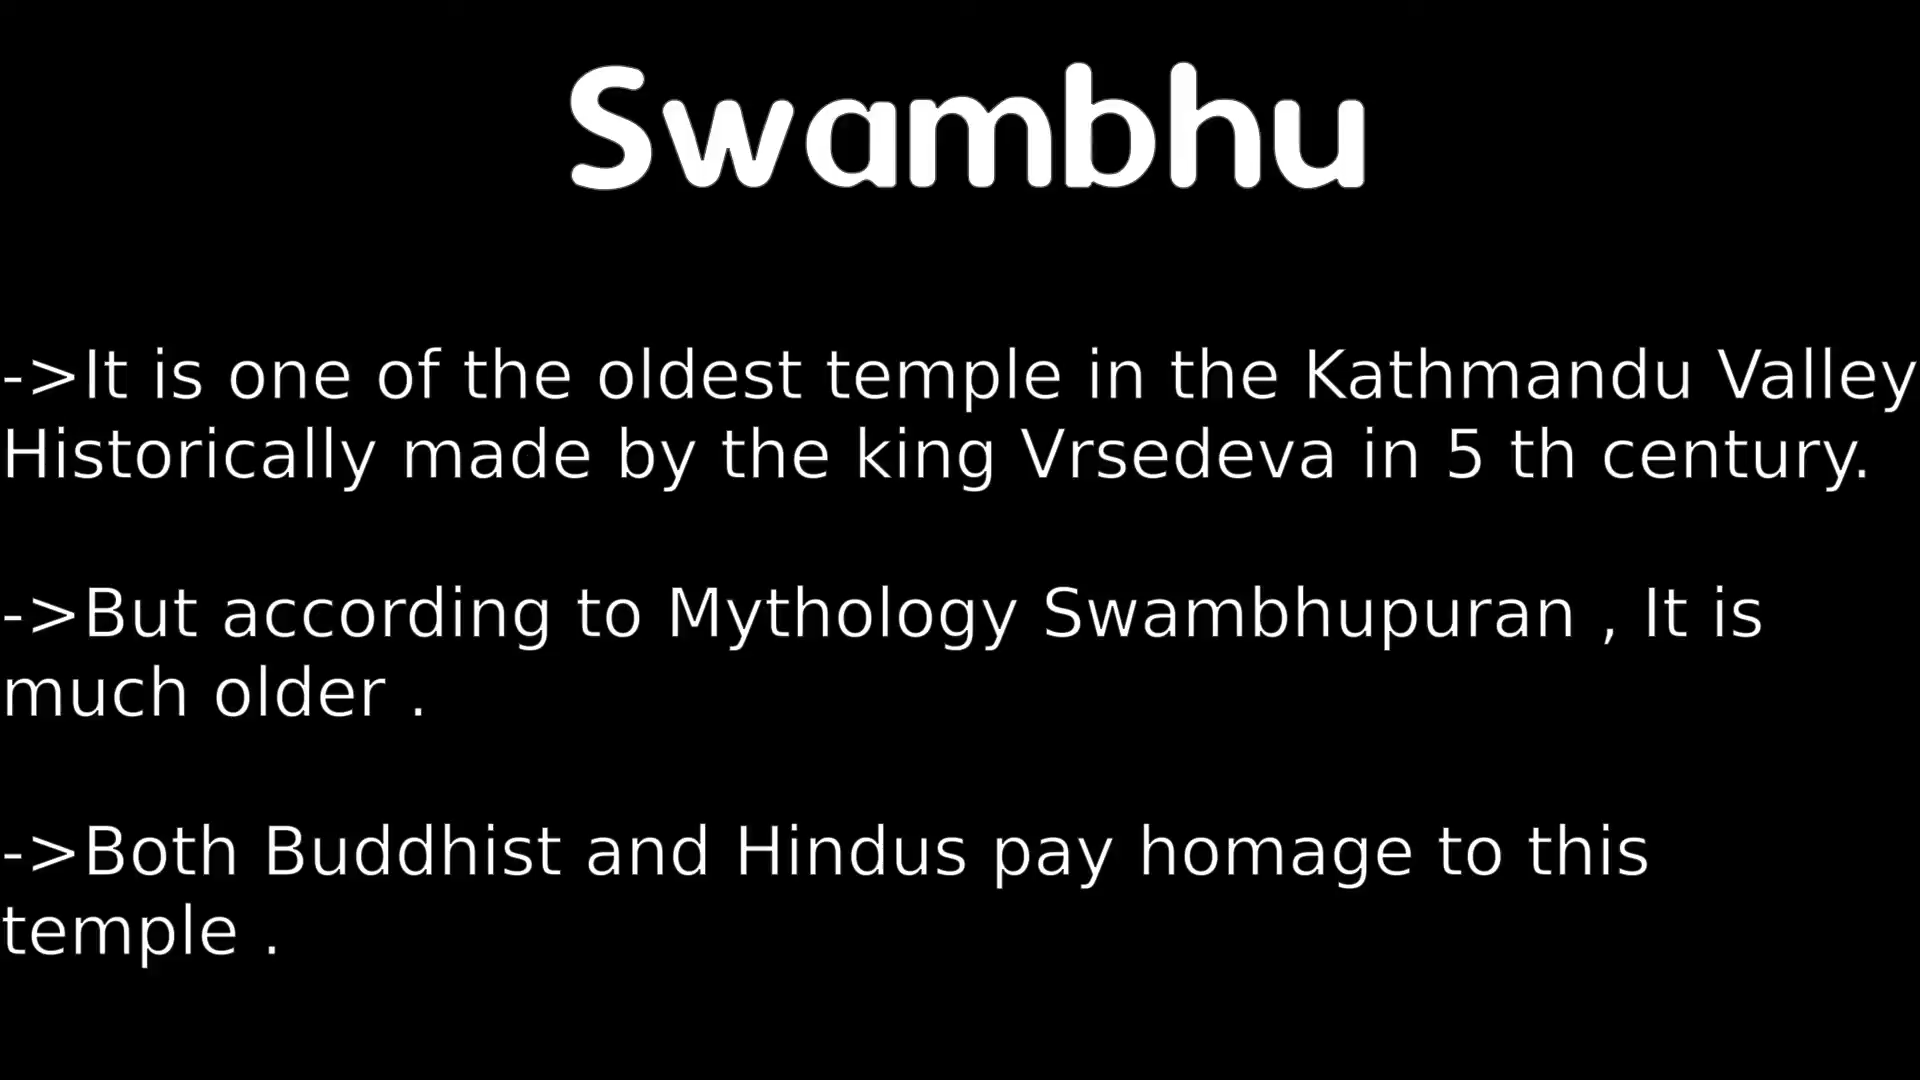 Swambhu
->It is one of the oldest temple in the Kathmandu Valley
Historically made by the king Vrsedeva in 5 th century.
->But according to Mythology Swambhupuran , It is
much older .
->Both Buddhist and Hindus pay homage to this
temple .